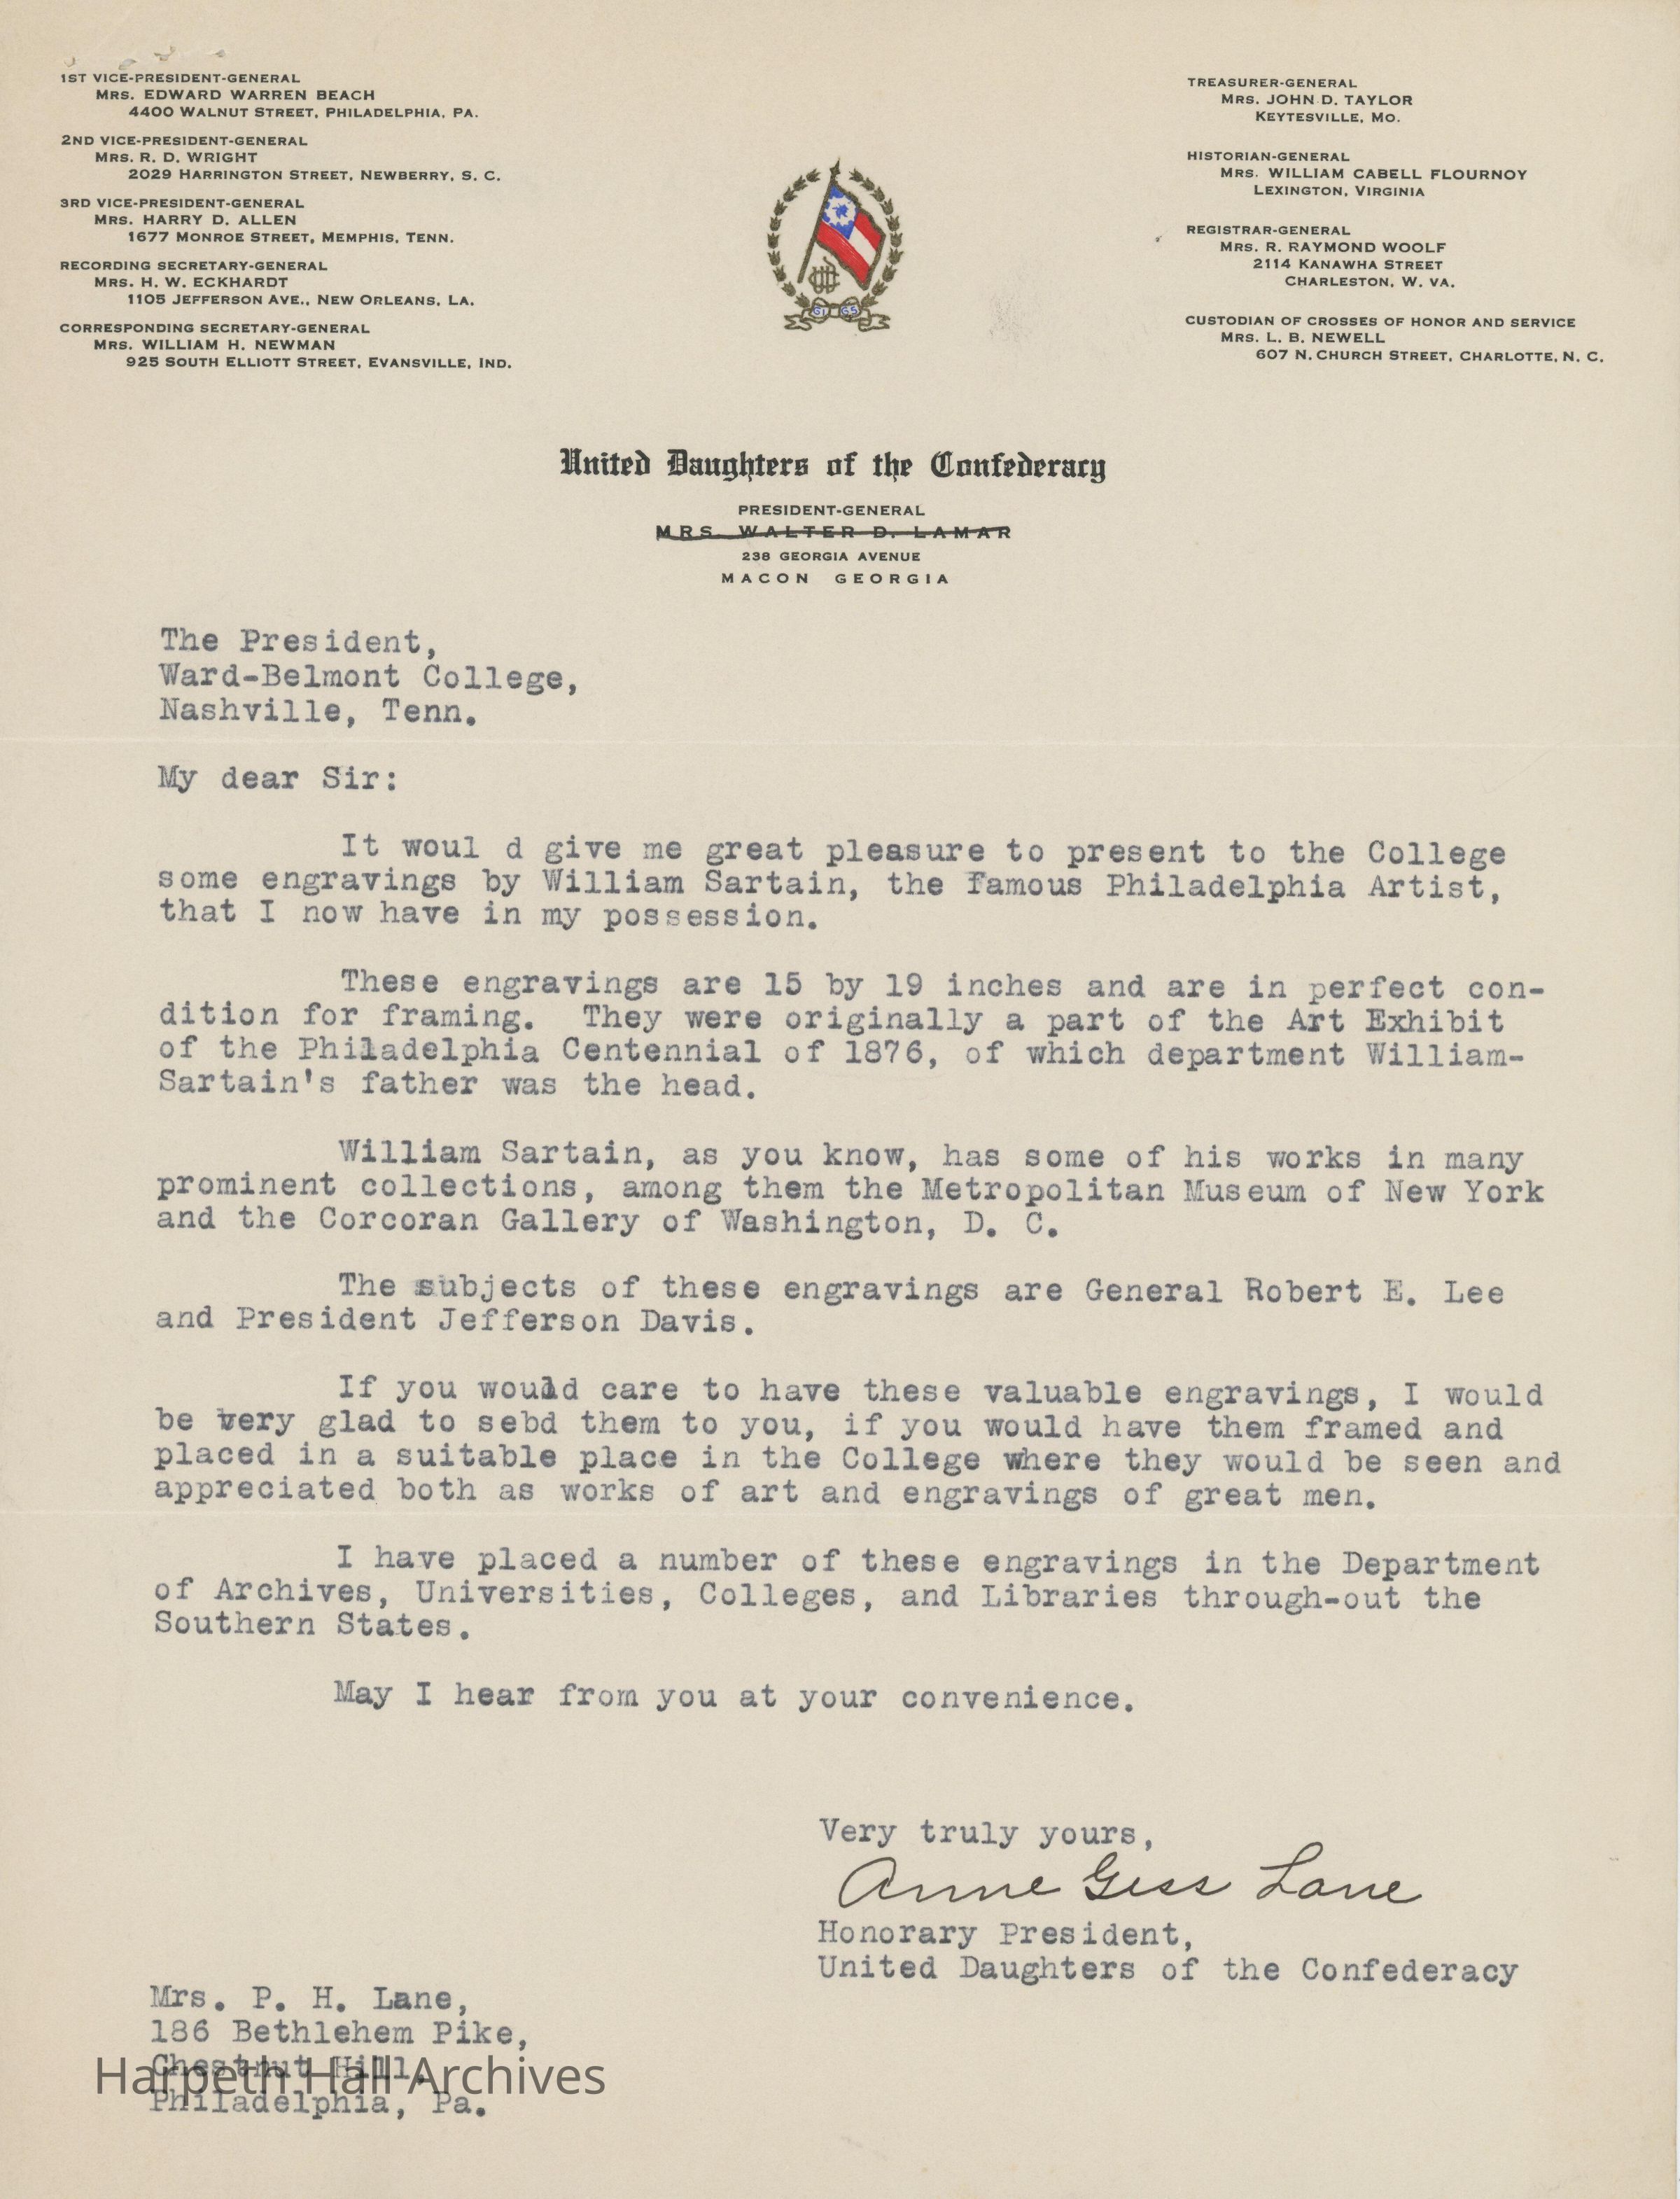 1ST VICE-PRESIDENT-GENERAL
MRS. EDWARD WARREN BEACH
4400 WALNUT STREET, PHILADELPHIA, PA.
2ND VICE-PRESIDENT-GENERAL
MRS. R. D. WRIGHT
2029 HARRINGTON STREET, NEWBERRY, S. C.
3RD VICE-PRESIDENT-GENERAL
MRS. HARRY D. ALLEN
1677 MONROE STREET, MEMPHIS, TENN.
RECORDING SECRETARY-GENERAL
MRS. H. W. ECKHARDT
1105 JEFFERSON AVE., NEW ORLEANS, LA.
CORRESPONDING SECRETARY-GENERAL
MRS. WILLIAM H. NEWMAN
925 SOUTH ELLIOTT STREET, EVANSVILLE, IND.
61 65
TREASURER-GENERAL
MRS. JOHN D. TAYLOR
KEYTESVILLE, MO.
HISTORIAN-GENERAL
MRS. WILLIAM CABELL FLOURNOY
LEXINGTON, VIRGINIA
REGISTRAR-GENERAL
MRS. R. RAYMOND WOOLF
2114 KANAWHA STREET
CHARLESTON, W. VA.
CUSTODIAN OF CROSSES OF HONOR AND SERVICE
MRS. L. B. NEWELL
607 N. CHURCH STREET, CHARLOTTE, N. C.
United Daughters of the Confederacy
PRESIDENT-GENERAL
MRS. WALTER D. LAMAR
238 GEORGIA AVENUE
MACON GEORGIA
The President,
Ward-Belmont College,
Nashville, Tenn.
My dear Sir:
It woul d give me great pleasure to present to the College
some engravings by William Sartain, the Famous Philadelphia Artist,
that I now have in my possession.
These engravings are 15 by 19 inches and are in perfect con-
dition for framing. They were originally a part of the Art Exhibit
of the Philadelphia Centennial of 1876, of which department William-
Sartain's father was the head.
William Sartain, as you know, has some of his works in many
prominent collections, among them the Metropolitan Museum of New York
and the Corcoran Gallery of Washington, D. C.
The subjects of these engravings are General Robert E. Lee
and President Jefferson Davis.
If you would care to have these valuable engravings, I would
be very glad to sebd them to you, if you would have them framed and
placed in a suitable place in the College where they would be seen and
appreciated both as works of art and engravings of great men.
I have placed a number of these engravings in the Department
of Archives, Universities, Colleges, and Libraries through-out the
Southern States.
May I hear from you at your convenience.
Very truly yours,
Anne Gess Lane
Honorary President,
United Daughters of the Confederacy
Mrs. P. H. Lane,
186 Bethlehem Pike,
Chestnut Hill,
Philadelphia, Pa.
Harpeth Hall Archives